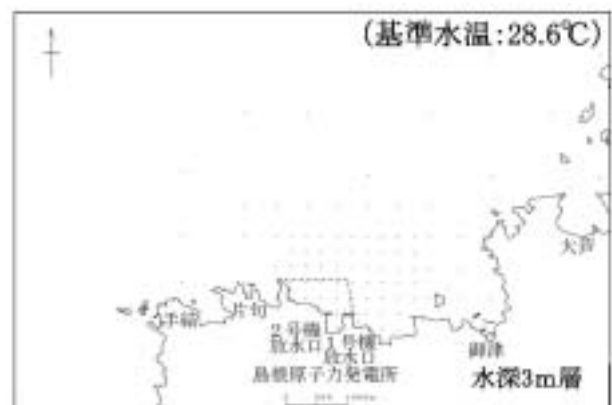 (基準水温:28.6℃)
大芦
手結
片句
2号機
放水口
1号機
放水口
御津
島根原子力発電所
水深3m層